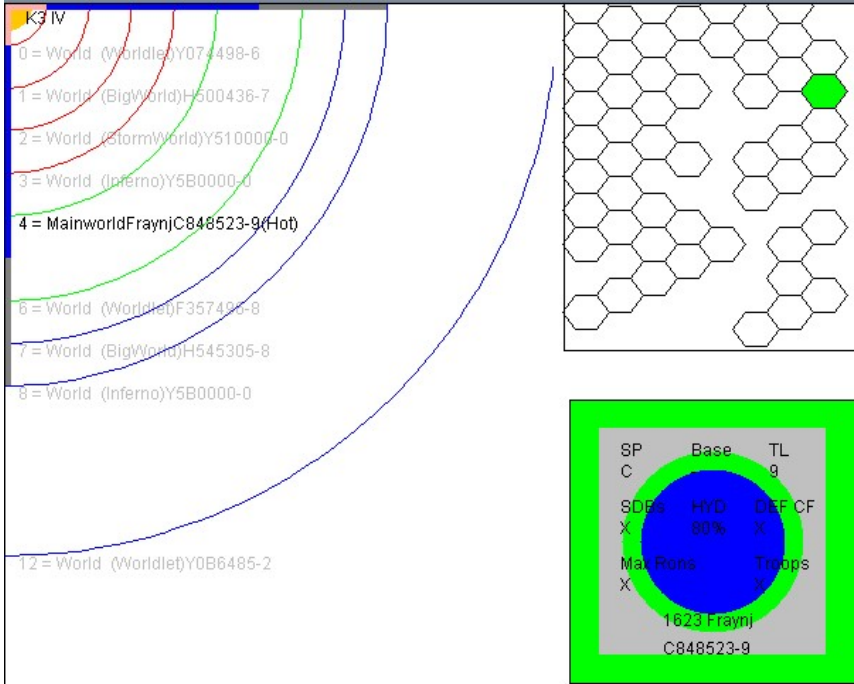 K3 IV
0 = World (Worldlet)Y074498-6
1 = World (BigWorld)H500436-7
2 = World (StormWorld)Y510000-0
3 = World (Inferno)Y5B0000-0
4 = MainworldFraynjC848523-9(Hot)
6 = World (Worldlet)F357495-8
7 = World (BigWorld)H545305-8
8 = World (Inferno)Y5B0000-0
12 = World (Worldlet)Y0B6485-2
SP Base TL
C - 9
SDBs HYD DEF CF
X 80% X
Max Rons Troops
X X
1623 Fraynj
C848523-9